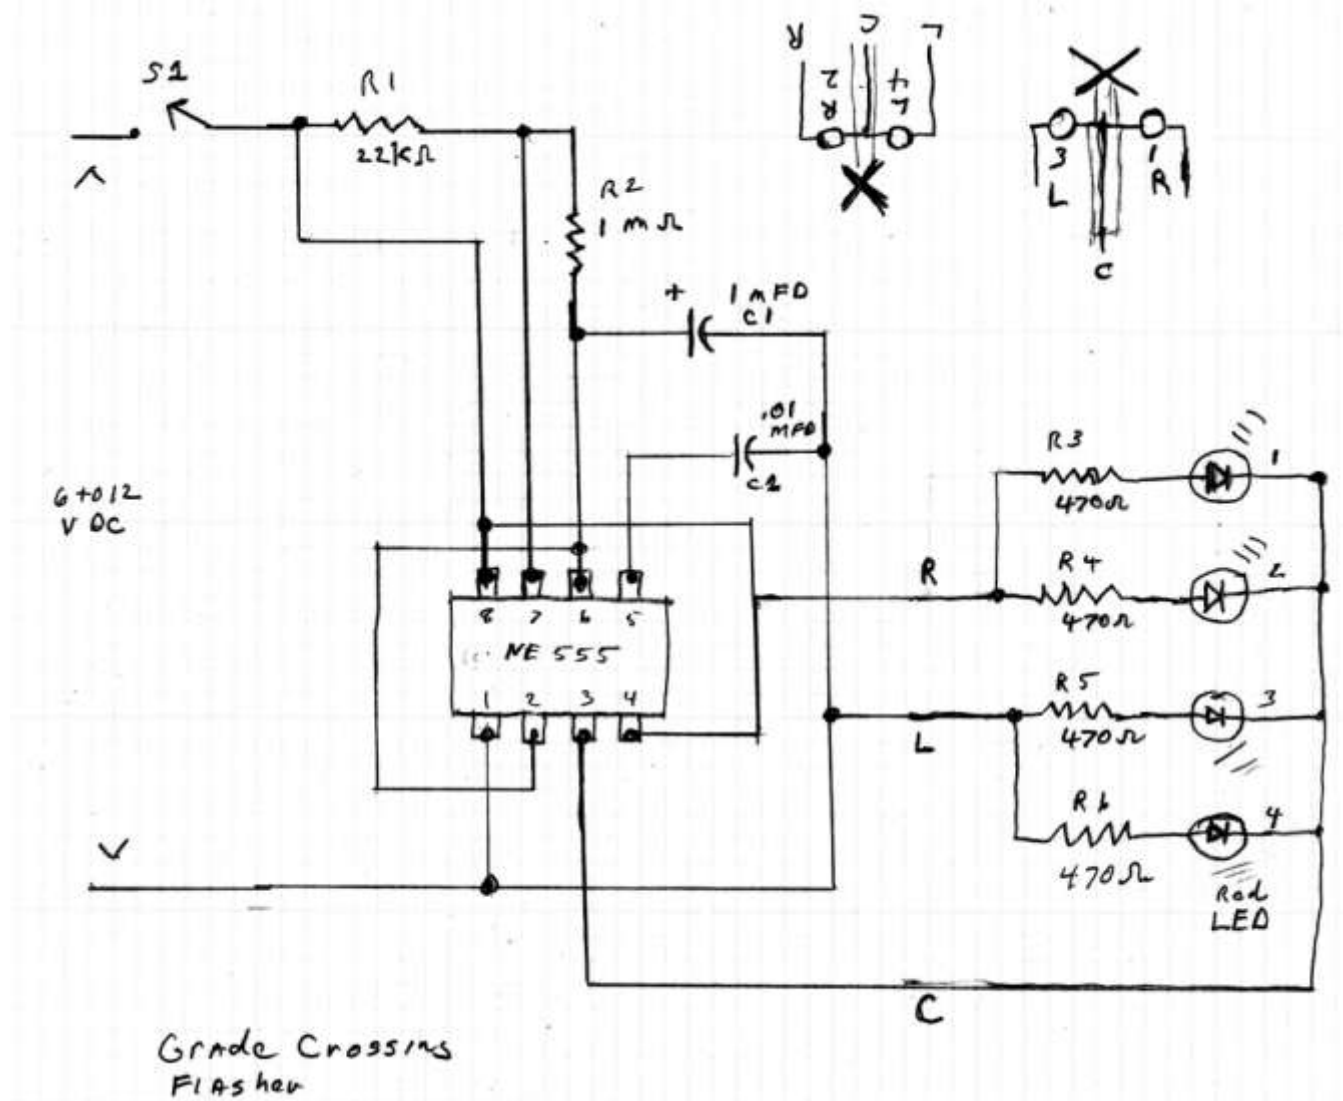 S1
R1
22KΩ
R2
1 mΩ
+
1 mFD
C1
.01
MFD
C2
6 to 12
V DC
8 7 6 5
NE 555
1 2 3 4
R
L
C
R3
470Ω
1
R4
470Ω
2
R5
470Ω
3
R6
470Ω
4
Red
LED
R C L
2 4
R L
3 1
L R
C
Grade Crossing
Flasher